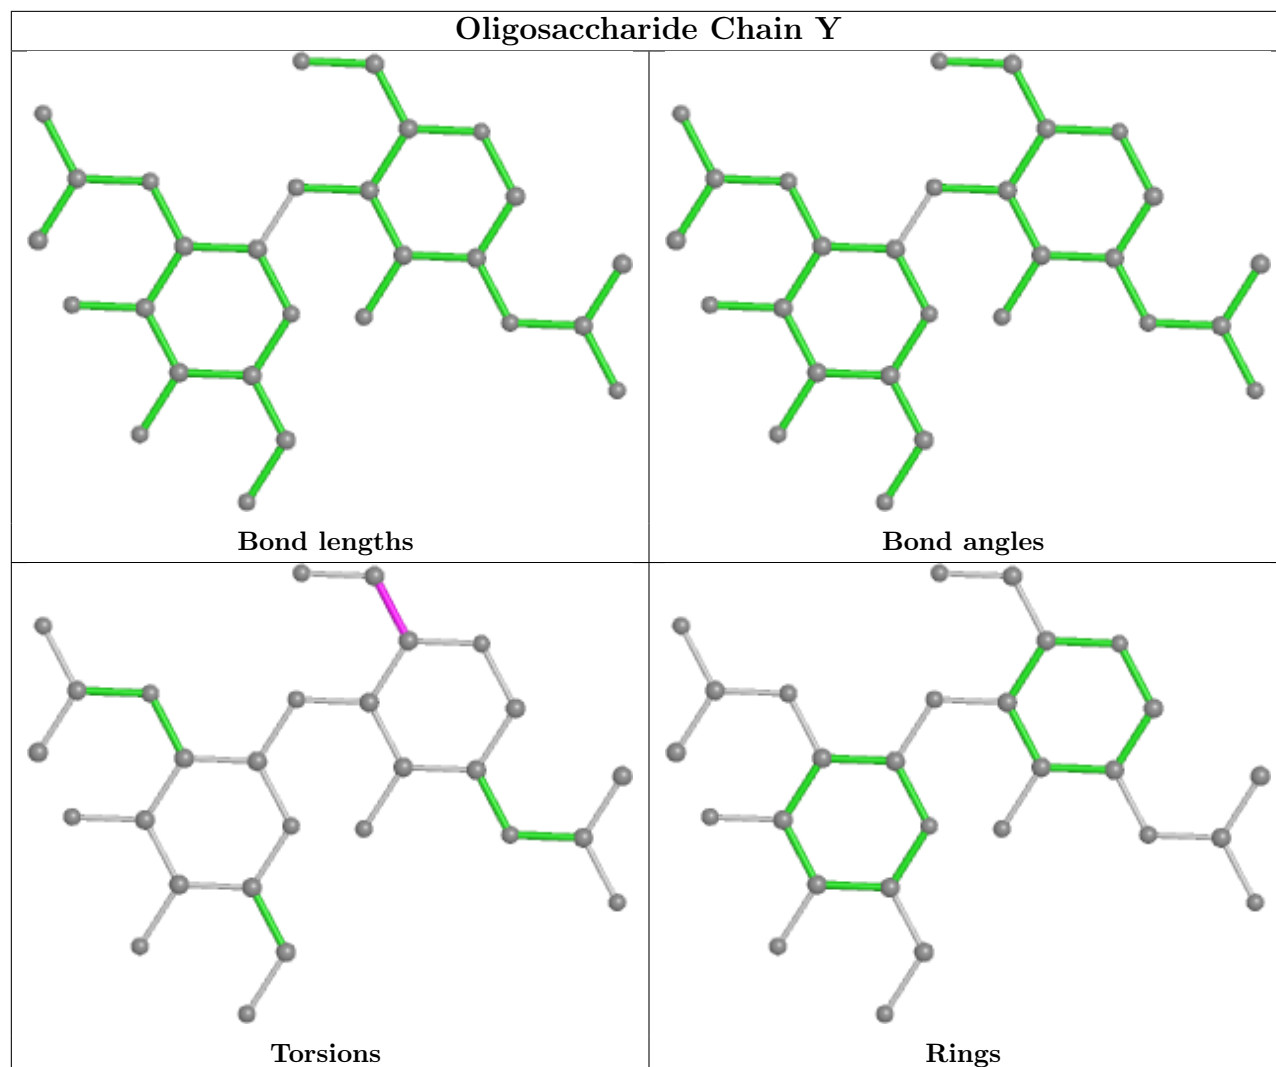 Oligosaccharide Chain Y
Bond lengths
Bond angles
Torsions
Rings